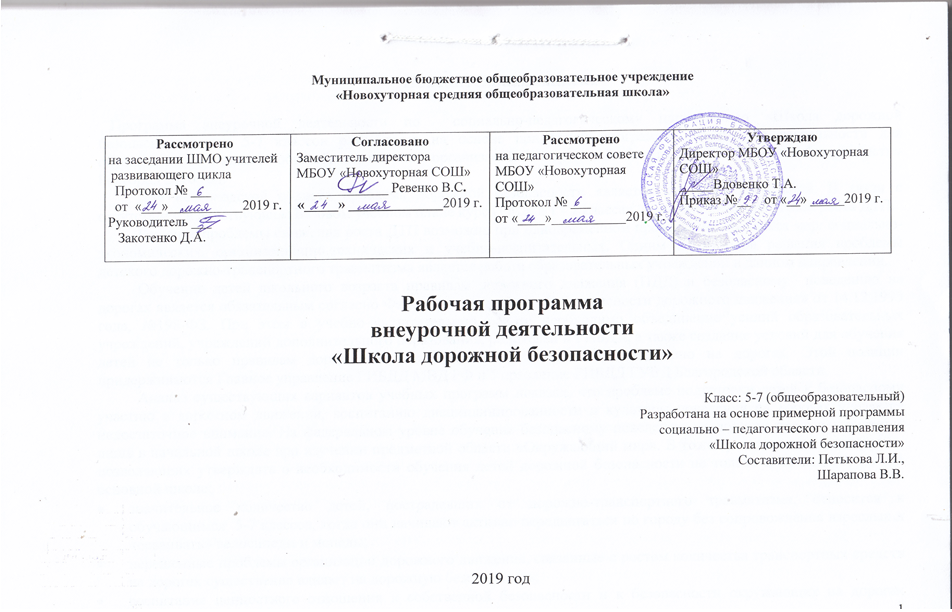 Муниципальное бюджетное общеобразовательное учреждение
«Новохуторная средняя общеобразовательная школа»
Рассмотрено
на заседании ШМО учителей
развивающего цикла
Протокол № 6
от «24» мая 2019 г.
Руководитель
Закотенко Д.А.
Согласовано
Заместитель директора
МБОУ «Новохуторная СОШ»
Ревенко В.С.
«24» мая 2019 г.
Рассмотрено
на педагогическом совете
МБОУ «Новохуторная
СОШ»
Протокол № 6
от «24» мая 2019 г.
Утверждаю
Директор МБОУ «Новохуторная
СОШ»
Вдовенко Т.А.
Приказ № 97 от «24» мая 2019 г.
Рабочая программа
внеурочной деятельности
«Школа дорожной безопасности»
Класс: 5-7 (общеобразовательный)
Разработана на основе примерной программы
социально – педагогического направления
«Школа дорожной безопасности»
Составители: Петькова Л.И.,
Шарапова В.В.
2019 год
1